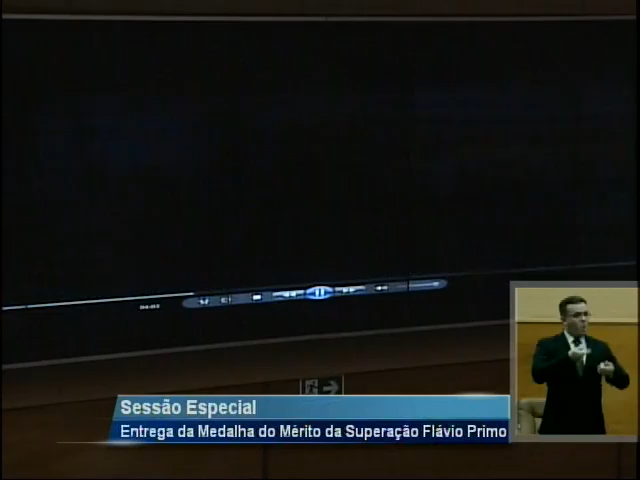 Sessão Especial
Entrega da Medalha do Mérito da Superação Flávio Primo